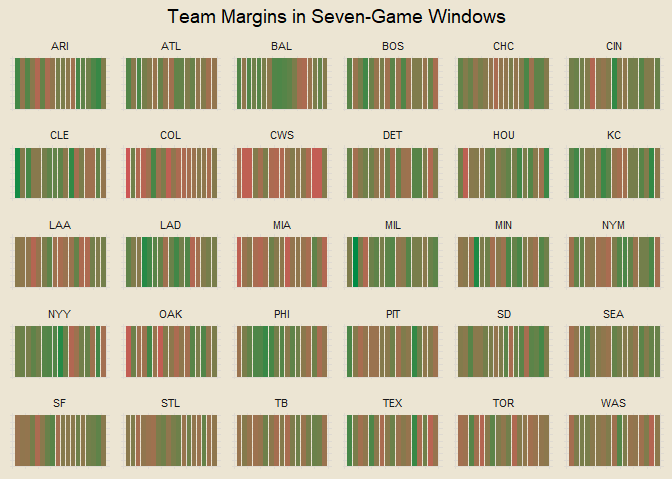 Team Margins in Seven-Game Windows
ARI ATL BAL BOS CHC CIN
CLE COL CWS DET HOU KC
LAA LAD MIA MIL MIN NYM
NYY OAK PHI PIT SD SEA
SF STL TB TEX TOR WAS